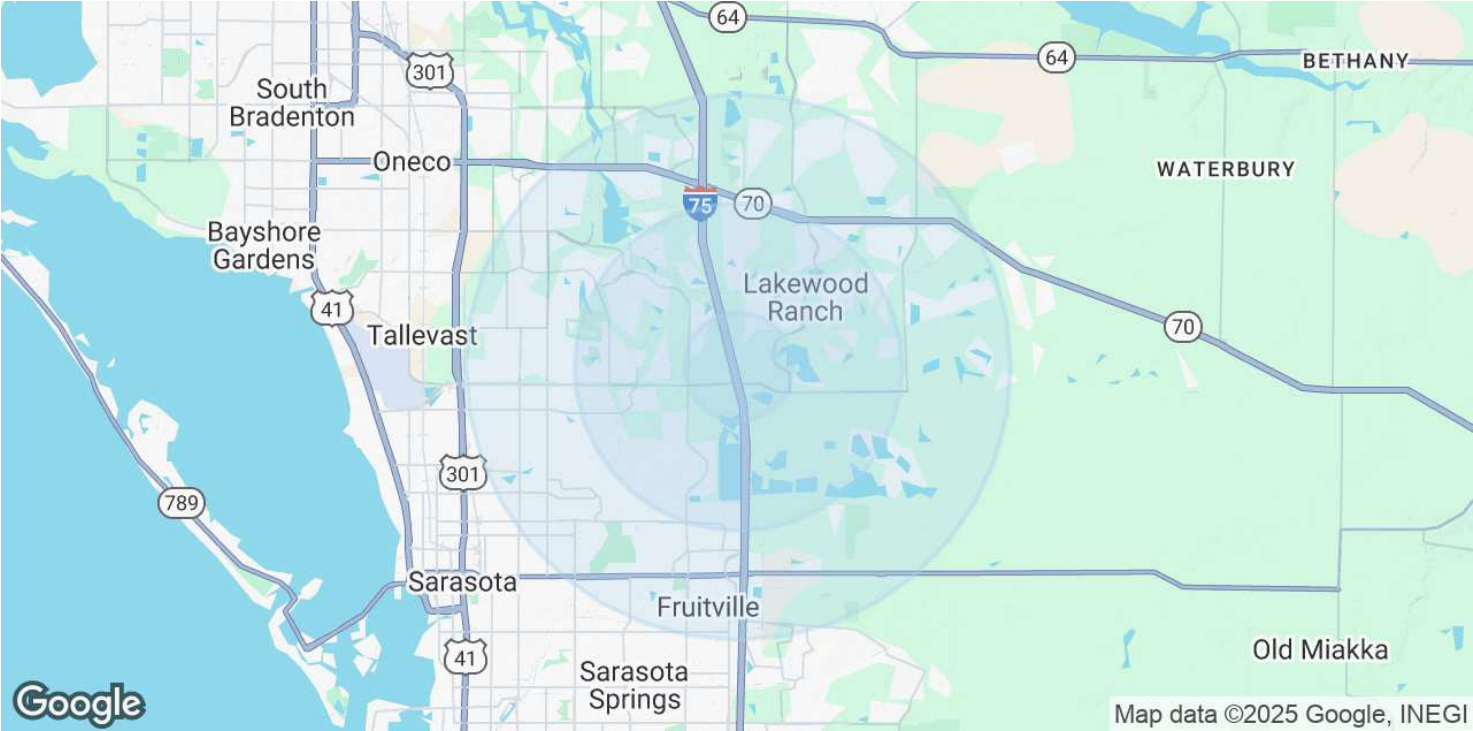 64
64
BETHANY
301
South
Bradenton
Oneco
WATERBURY
75
70
Bayshore
Gardens
Lakewood
Ranch
41
Tallevast
70
301
789
Sarasota
Fruitville
41
Sarasota
Springs
Old Miakka
Google
Map data ©2025 Google, INEGI